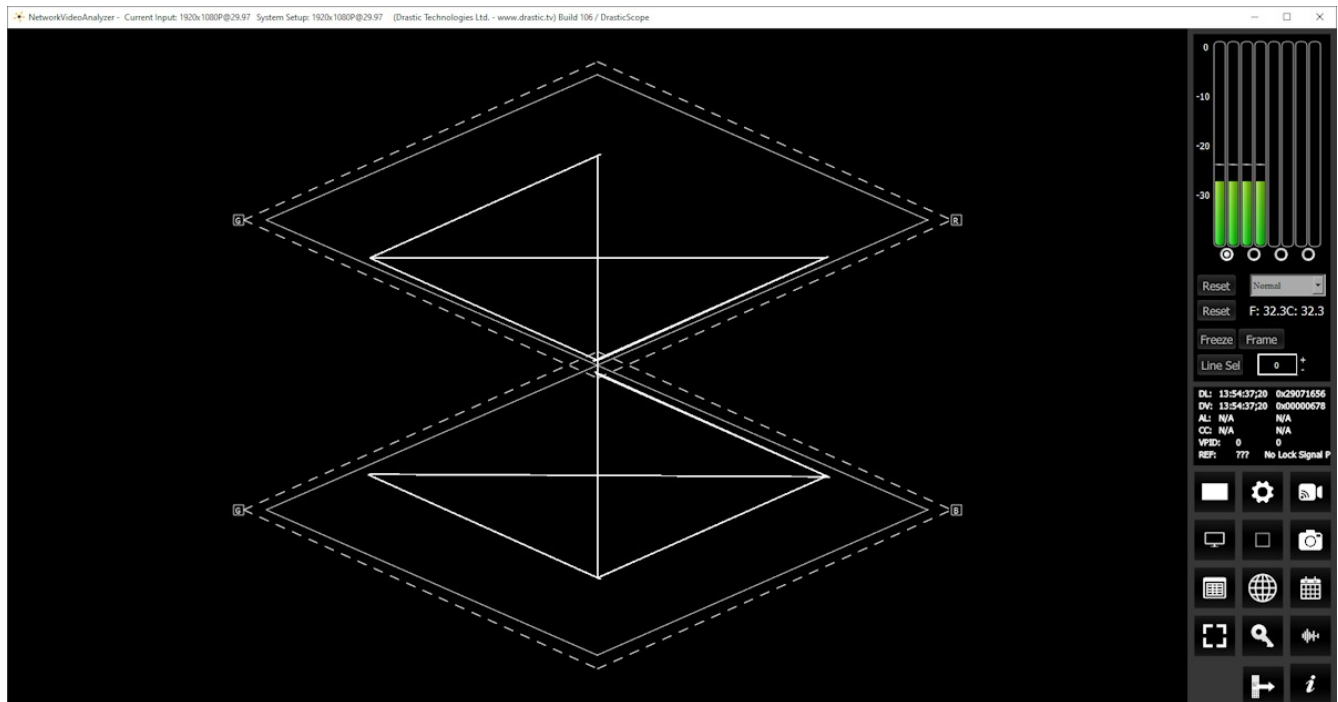 NetworkVideoAnalyzer - Current Input: 1920x1080P@29.97 System Setup: 1920x1080P@29.97 (Drastic Technologies Ltd. - www.drastic.tv) Build 106 / DrasticScope
G
R
G
B
0
-10
-20
-30
Reset Normal
Reset F: 32.3C: 32.3
Freeze Frame
Line Sel 0 + -
DL: 13:54:37;20 0x29071656
DV: 13:54:37;20 0x00000678
AL: N/A N/A
CC: N/A N/A
VPID: 0 0
REF: ??? No Lock Signal P
i